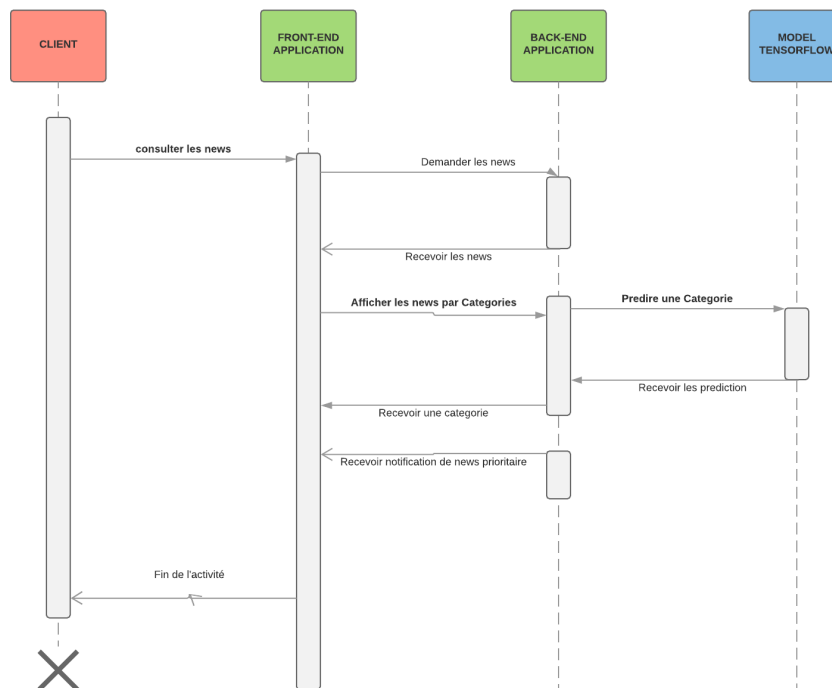 CLIENT
FRONT-END
APPLICATION
BACK-END
APPLICATION
MODEL
TENSORFLOW
consulter les news
Demander les news
Recevoir les news
Afficher les news par Categories
Predire une Categorie
Recevoir les prediction
Recevoir une categorie
Recevoir notification de news prioritaire
Fin de l'activité